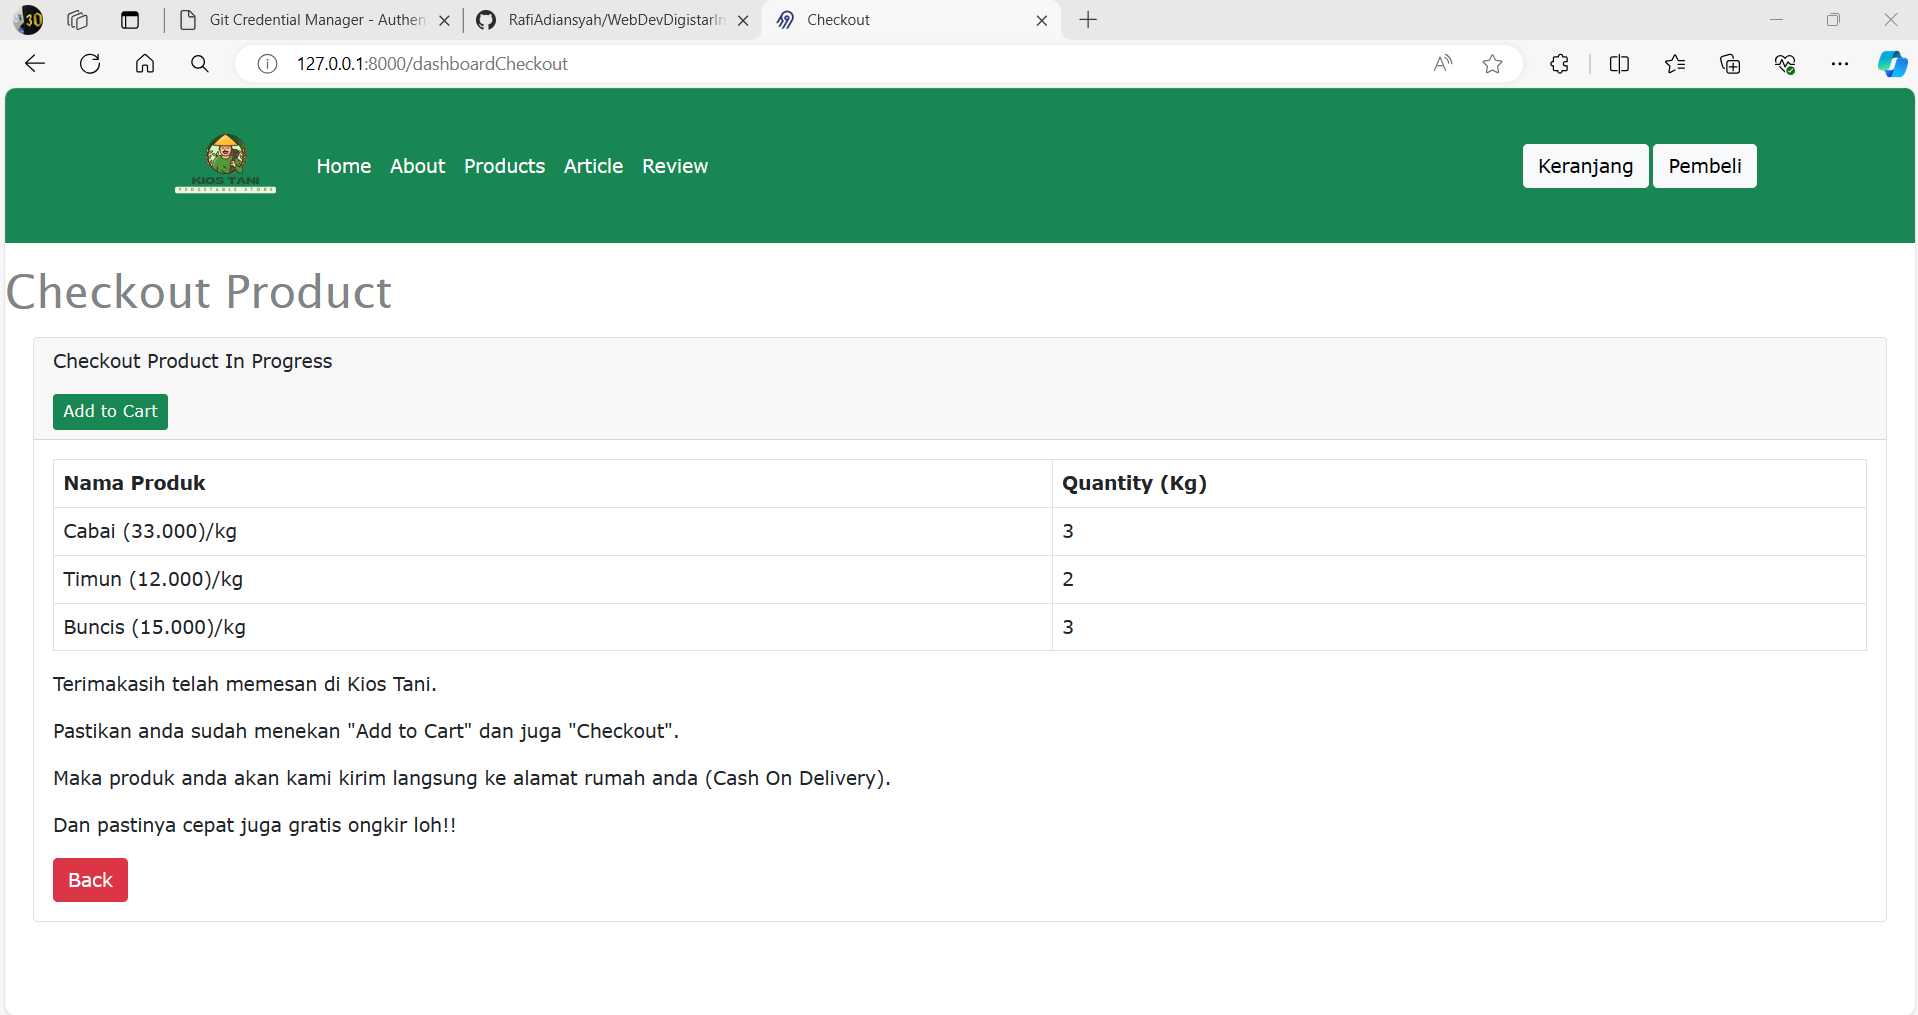 30
Git Credential Manager - Authen
RafiAdiansyah/WebDevDigistarIn
Checkout
127.0.0.1:8000/dashboardCheckout
KIOS TANI
Home About Products Article Review
Keranjang Pembeli
Checkout Product
Checkout Product In Progress
Add to Cart
Nama Produk Quantity (Kg)
Cabai (33.000)/kg 3
Timun (12.000)/kg 2
Buncis (15.000)/kg 3
Terimakasih telah memesan di Kios Tani.
Pastikan anda sudah menekan "Add to Cart" dan juga "Checkout".
Maka produk anda akan kami kirim langsung ke alamat rumah anda (Cash On Delivery).
Dan pastinya cepat juga gratis ongkir loh!!
Back